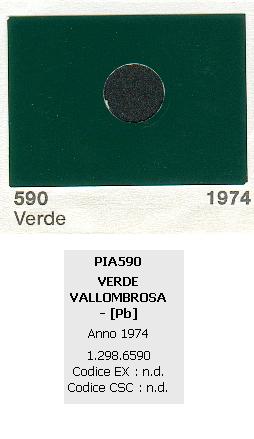 590 1974
Verde
PIA590
VERDE
VALLOMBROSA
- [Pb]
Anno 1974
1.298.6590
Codice EX : n.d.
Codice CSC : n.d.